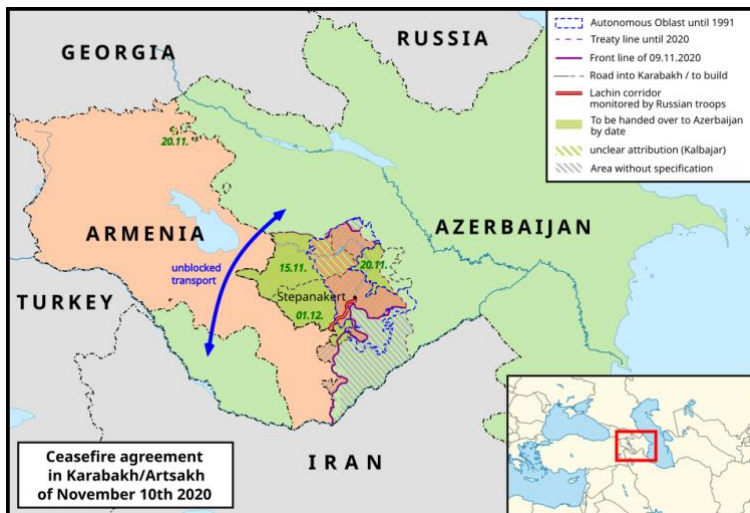 GEORGIA
RUSSIA
Autonomous Oblast until 1991
Treaty line until 2020
Front line of 09.11.2020
Road into Karabakh / to build
Lachin corridor
monitored by Russian troops
To be handed over to Azerbaijan
by date
unclear attribution (Kalbajar)
Area without specification
20.11.
ARMENIA
AZERBAIJAN
unblocked
transport
15.11.
20.11.
Stepanakert
01.12.
TURKEY
IRAN
Ceasefire agreement
in Karabakh/Artsakh
of November 10th 2020